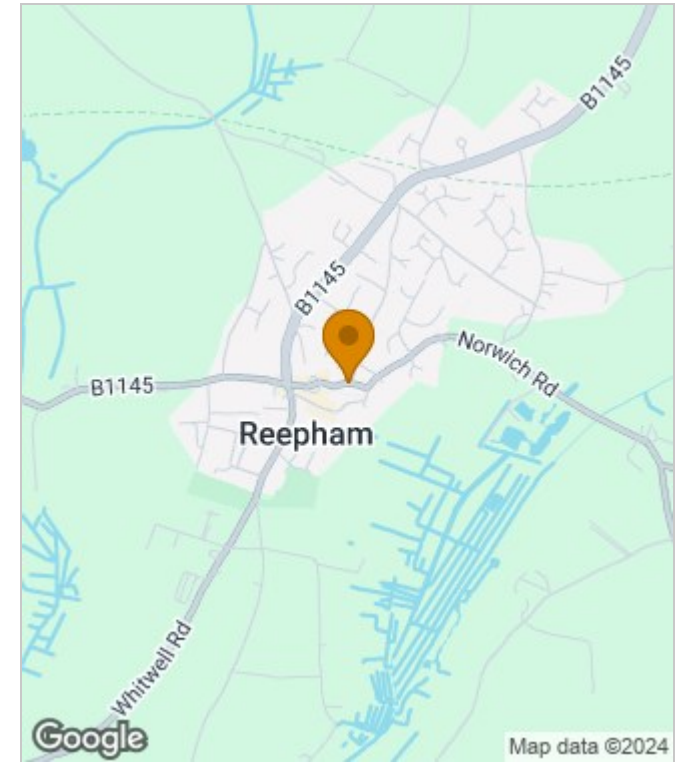 B1145
B1145
B1145
Norwich Rd
Reepham
Whitwell Rd
Google
Map data ©2024